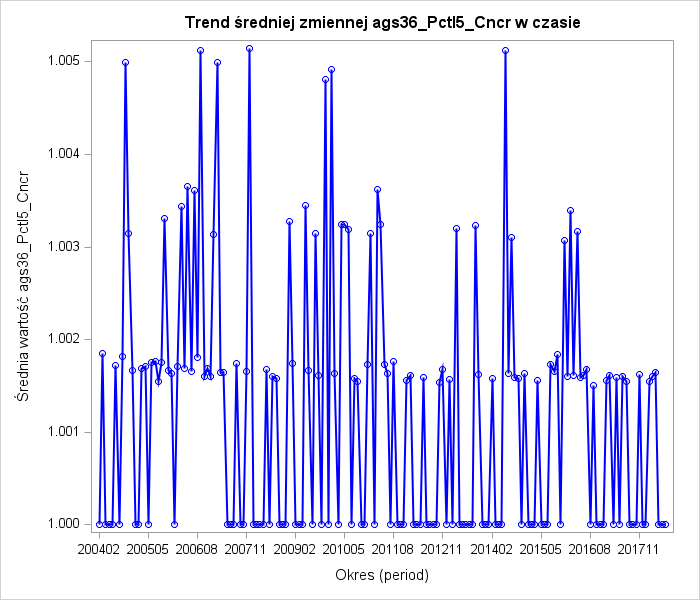 Trend średniej zmiennej ags36_Pctl5_Cncr w czasie
Średnia wartość ags36_Pctl5_Cncr
1.005
1.004
1.003
1.002
1.001
1.000
200402 200505 200608 200711 200902 201005 201108 201211 201402 201505 201608 201711
Okres (period)